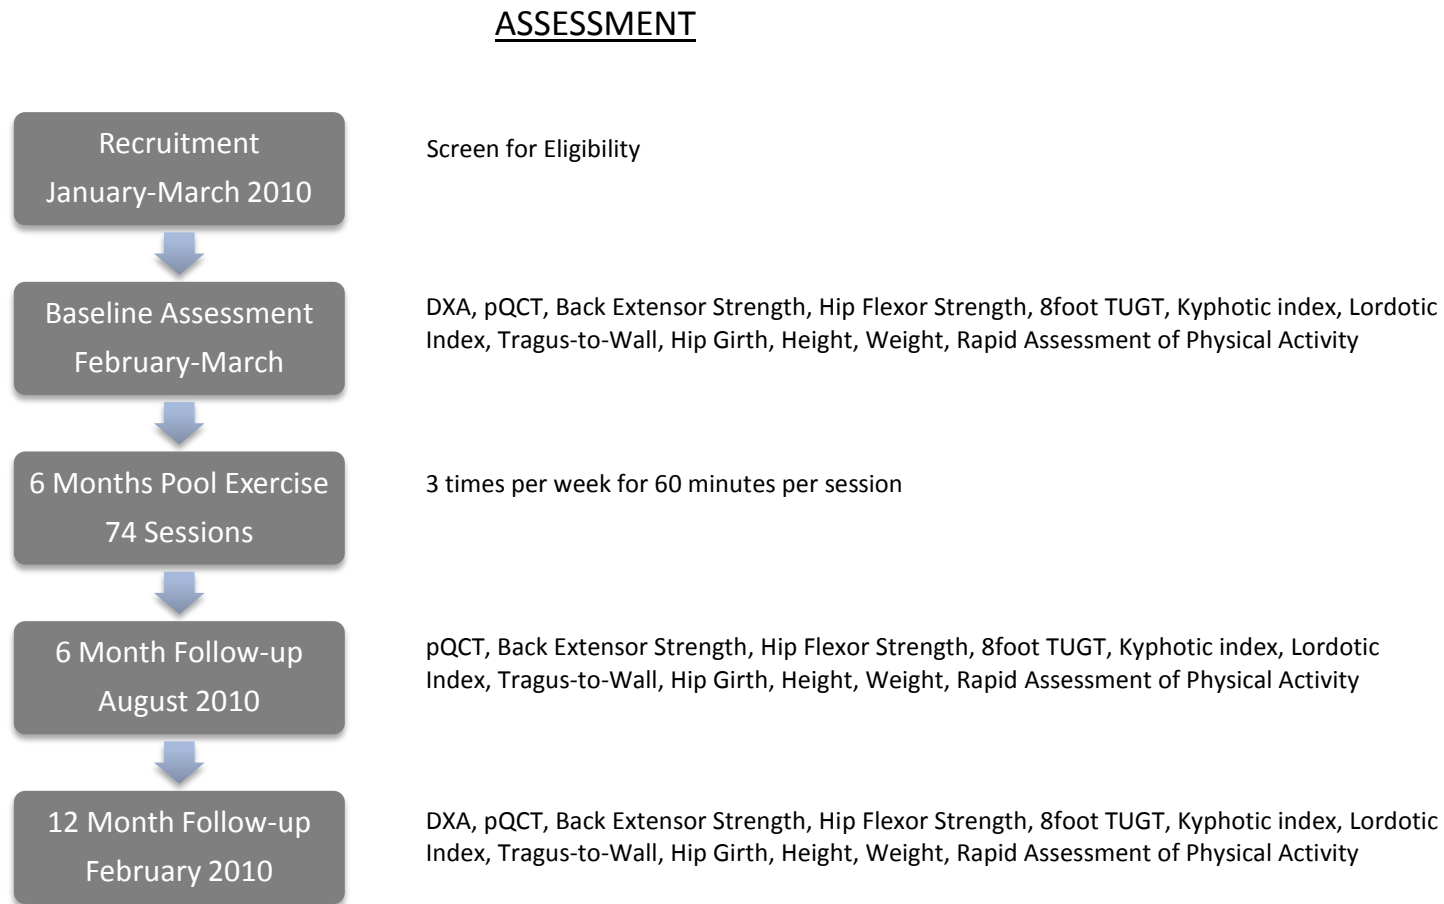 ASSESSMENT
Recruitment
January-March 2010
Screen for Eligibility
Baseline Assessment
February-March
DXA, pQCT, Back Extensor Strength, Hip Flexor Strength, 8foot TUGT, Kyphotic index, Lordotic
Index, Tragus-to-Wall, Hip Girth, Height, Weight, Rapid Assessment of Physical Activity
6 Months Pool Exercise
74 Sessions
3 times per week for 60 minutes per session
6 Month Follow-up
August 2010
pQCT, Back Extensor Strength, Hip Flexor Strength, 8foot TUGT, Kyphotic index, Lordotic
Index, Tragus-to-Wall, Hip Girth, Height, Weight, Rapid Assessment of Physical Activity
12 Month Follow-up
February 2010
DXA, pQCT, Back Extensor Strength, Hip Flexor Strength, 8foot TUGT, Kyphotic index, Lordotic
Index, Tragus-to-Wall, Hip Girth, Height, Weight, Rapid Assessment of Physical Activity